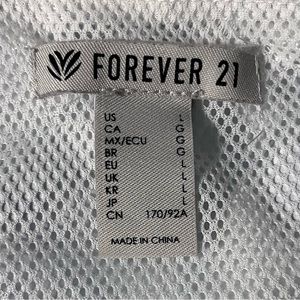 FOREVER 21
US L
CA G
MX/ECU G
BR G
EU L
UK L
KR L
JP L
CN 170/92A
MADE IN CHINA